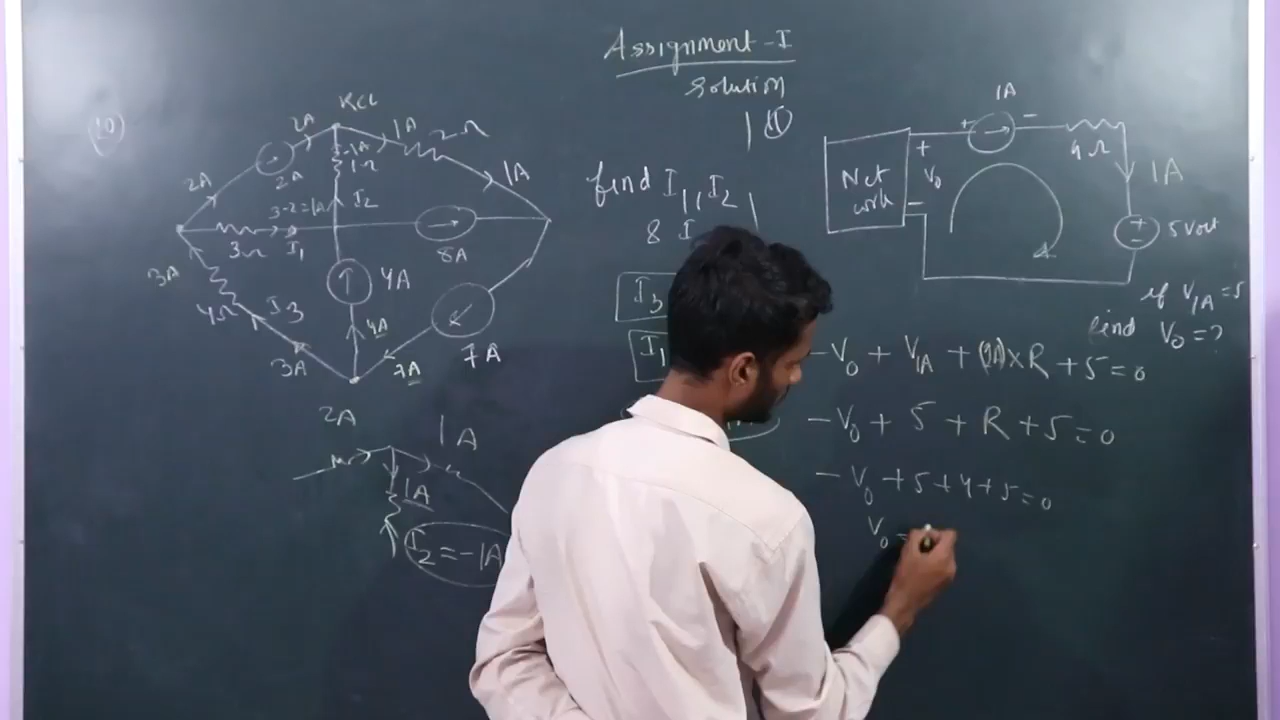 Assignment - I
Solution
(10)
KCL
2A
1A
2Ω
2A
-1A
1Ω
1A
2A
3-2=1A
I2
3Ω
I1
8A
3A
4A
4Ω
I3
4A
7A
3A
7A
find I1, I2
& I
I3
I1
2A
1A
1A
I2 = -1A
1A
+ -
Net
work
+
V0
-
4Ω
1A
+
-
5 Volt
if V1A = 5
find V0 = ?
-V0 + V1A + (1A)×R + 5 = 0
-V0 + 5 + R + 5 = 0
-V0 + 5 + 4 + 5 = 0
V0 =